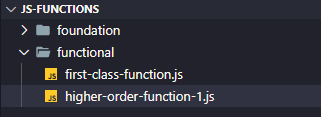 JS-FUNCTIONS
foundation
functional
JS first-class-function.js
JS higher-order-function-1.js